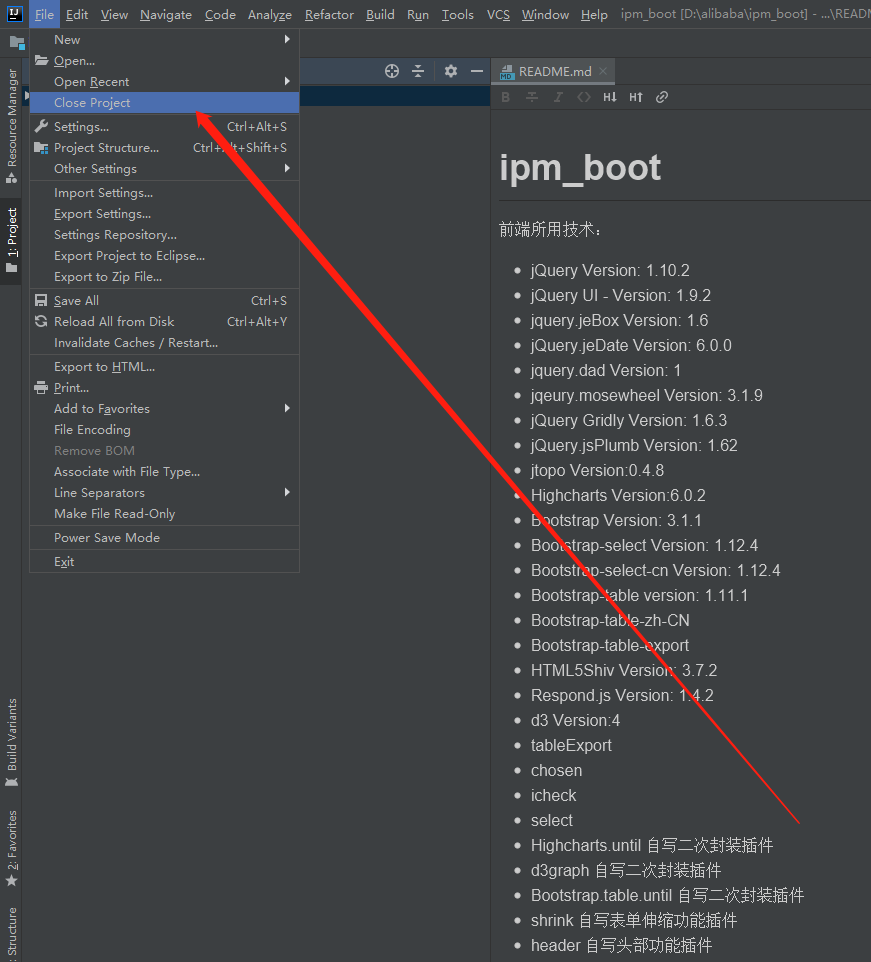 IJ File Edit View Navigate Code Analyze Refactor Build Run Tools VCS Window Help ipm_boot [D:\alibaba\ipm_boot] - ...\READM
New
Open...
Open Recent
Close Project
Settings... Ctrl+Alt+S
Project Structure... Ctrl+Alt+Shift+S
Other Settings
Import Settings...
Export Settings...
Settings Repository...
Export Project to Eclipse...
Export to Zip File...
Save All Ctrl+S
Reload All from Disk Ctrl+Alt+Y
Invalidate Caches / Restart...
Export to HTML...
Print...
Add to Favorites
File Encoding
Remove BOM
Associate with File Type...
Line Separators
Make File Read-Only
Power Save Mode
Exit
Resource Manager
1: Project
Build Variants
2: Favorites
Structure
MD README.md
B I H↓ H↑
ipm_boot
前端所用技术：
jQuery Version: 1.10.2
jQuery UI - Version: 1.9.2
jquery.jeBox Version: 1.6
jQuery.jeDate Version: 6.0.0
jquery.dad Version: 1
jqeury.mosewheel Version: 3.1.9
jQuery Gridly Version: 1.6.3
jQuery.jsPlumb Version: 1.62
jtopo Version:0.4.8
Highcharts Version:6.0.2
Bootstrap Version: 3.1.1
Bootstrap-select Version: 1.12.4
Bootstrap-select-cn Version: 1.12.4
Bootstrap-table version: 1.11.1
Bootstrap-table-zh-CN
Bootstrap-table-export
HTML5Shiv Version: 3.7.2
Respond.js Version: 1.4.2
d3 Version:4
tableExport
chosen
icheck
select
Highcharts.until 自写二次封装插件
d3graph 自写二次封装插件
Bootstrap.table.until 自写二次封装插件
shrink 自写表单伸缩功能插件
header 自写头部功能插件